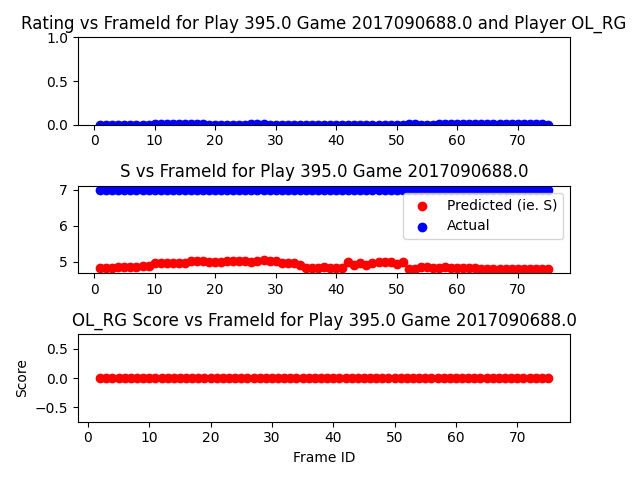 Rating vs FrameId for Play 395.0 Game 2017090688.0 and Player OL_RG
1.0
0.5
0.0
0 10 20 30 40 50 60 70
S vs FrameId for Play 395.0 Game 2017090688.0
7
6
5
Predicted (ie. S)
Actual
0 10 20 30 40 50 60 70
OL_RG Score vs FrameId for Play 395.0 Game 2017090688.0
Score
0.5
0.0
−0.5
0 10 20 30 40 50 60 70
Frame ID